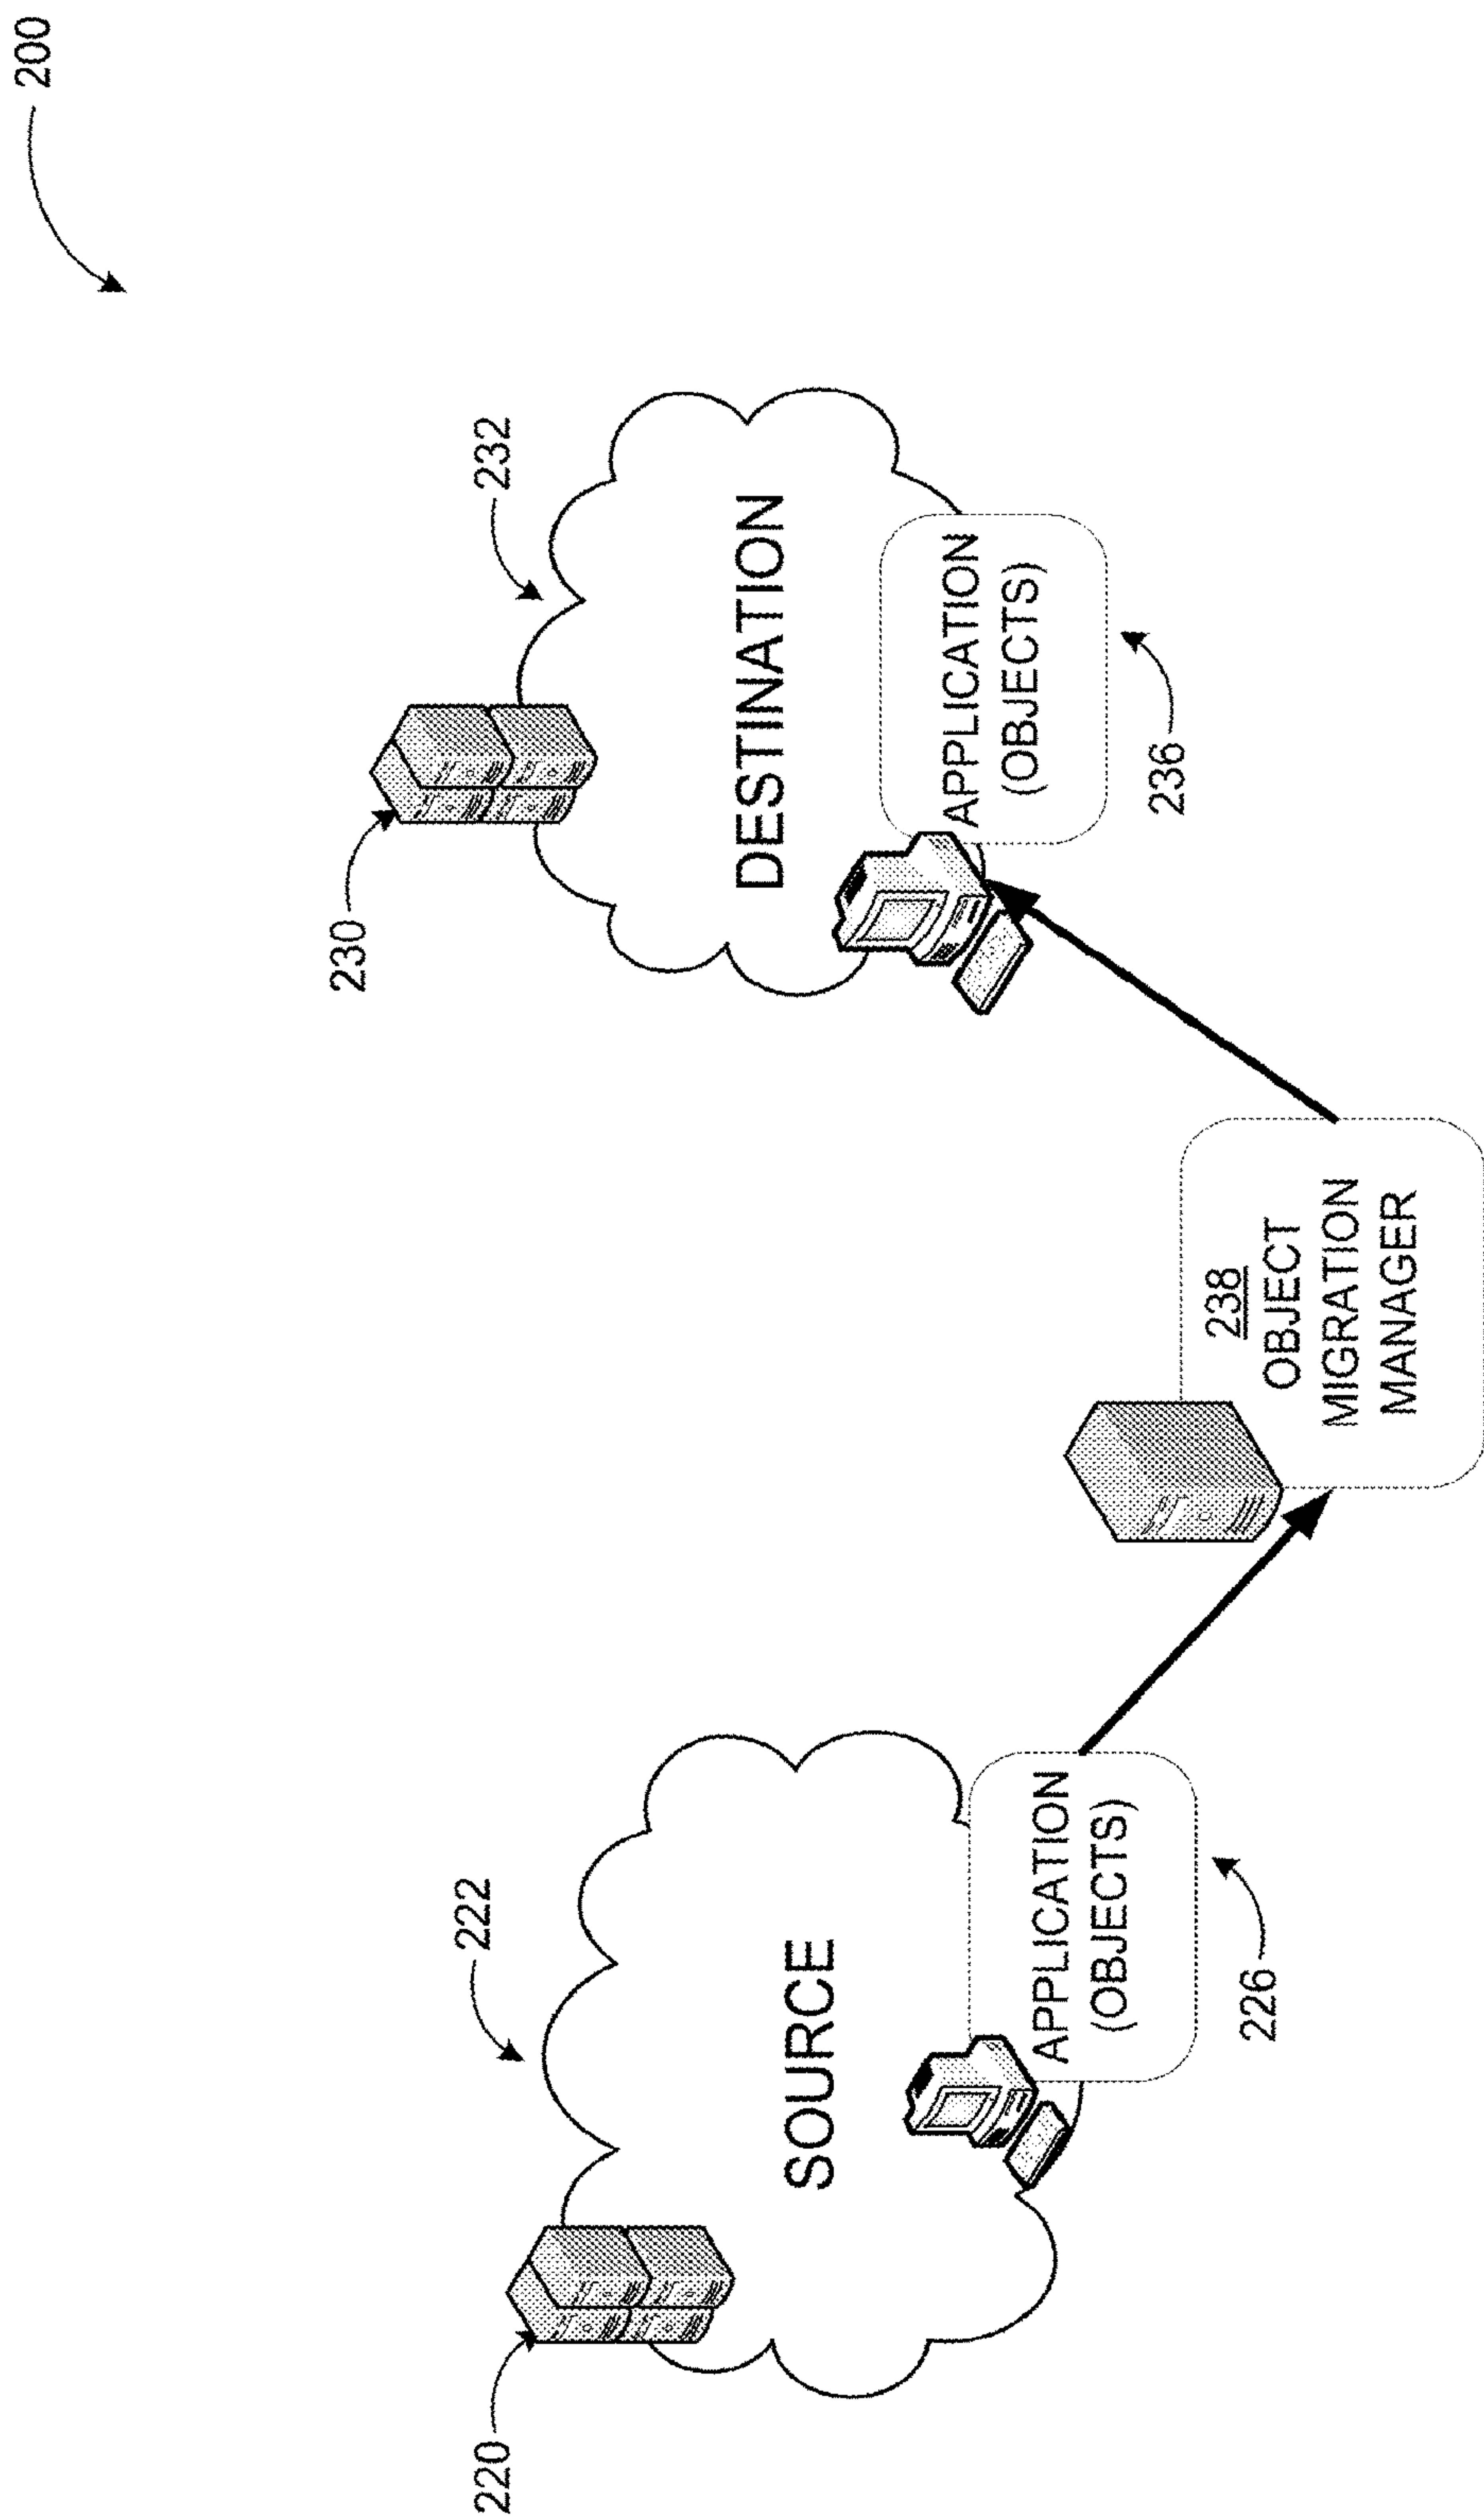 200
220
222
SOURCE
APPLICATION
(OBJECTS)
226
238
OBJECT
MIGRATION
MANAGER
230
232
DESTINATION
APPLICATION
(OBJECTS)
236